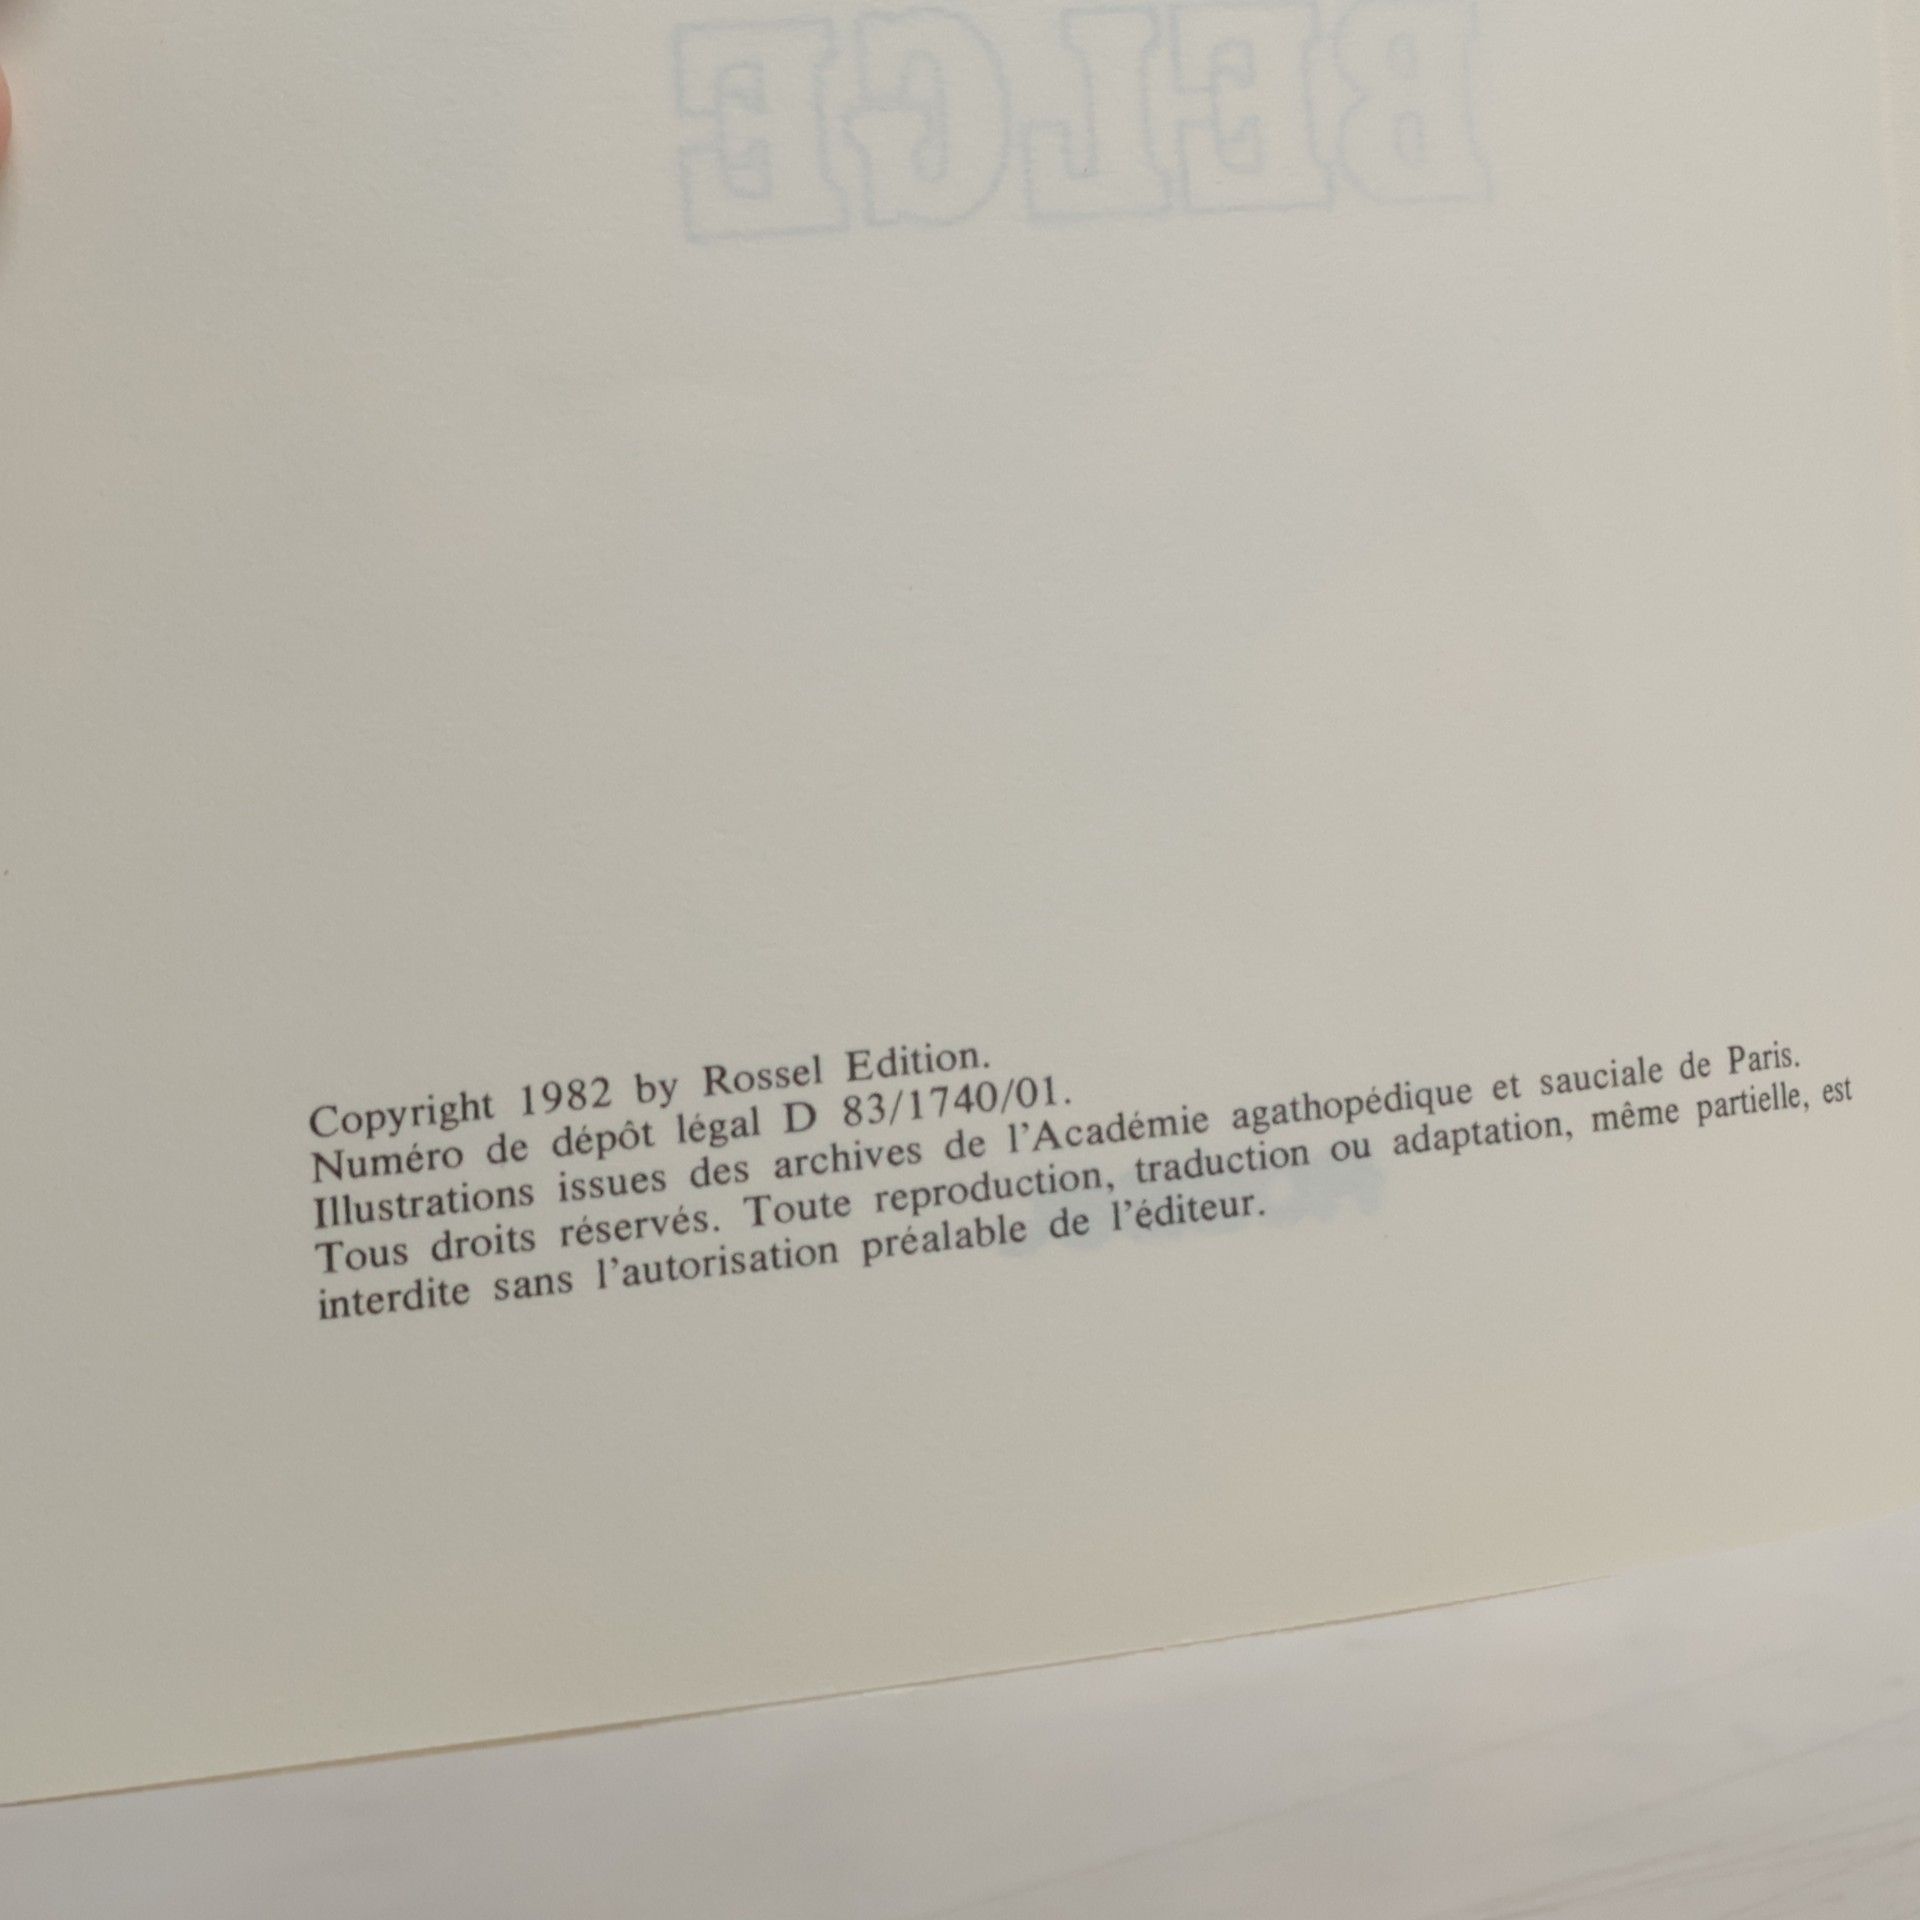 BELGE
Copyright 1982 by Rossel Edition.
Numéro de dépôt légal D 83/1740/01.
Illustrations issues des archives de l'Académie agathopédique et sauciale de Paris.
Tous droits réservés. Toute reproduction, traduction ou adaptation, même partielle, est
interdite sans l'autorisation préalable de l'éditeur.